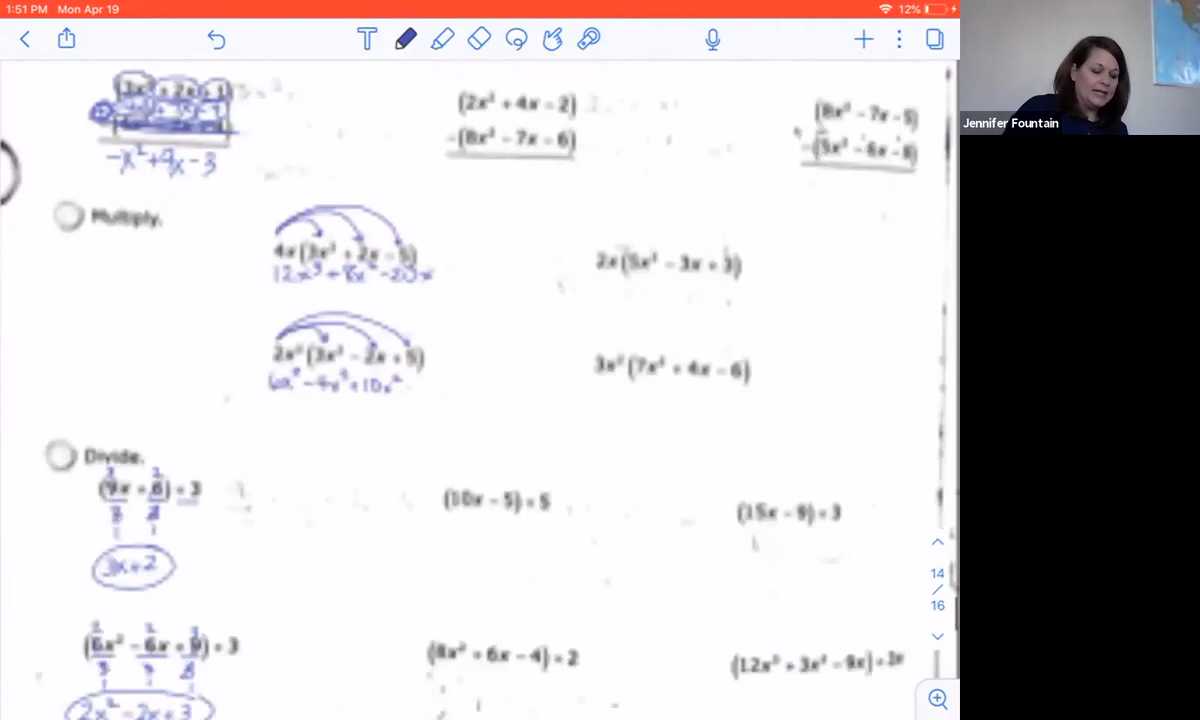 1:51 PM Mon Apr 19
12%
Jennifer Fountain
-x² + 9x - 3
(2x² + 4x - 2)
-(8x² - 7x - 6)
(8x² - 7x - 5)
-(5x² - 6x - 8)
Multiply.
4x(3x² + 2x - 5)
12x³ + 8x² - 20x
2x(5x² - 3x + 3)
2x²(3x² - 2x + 5)
6x⁴ - 4x³ + 10x²
3x²(7x² + 4x - 6)
Divide.
(9x + 6) ÷ 3
3x + 2
(10x - 5) ÷ 5
(15x - 9) ÷ 3
(6x² - 6x + 9) ÷ 3
2x² - 2x + 3
(8x² + 6x - 4) ÷ 2
(12x³ + 3x² - 9x) ÷ 3x
14
/
16